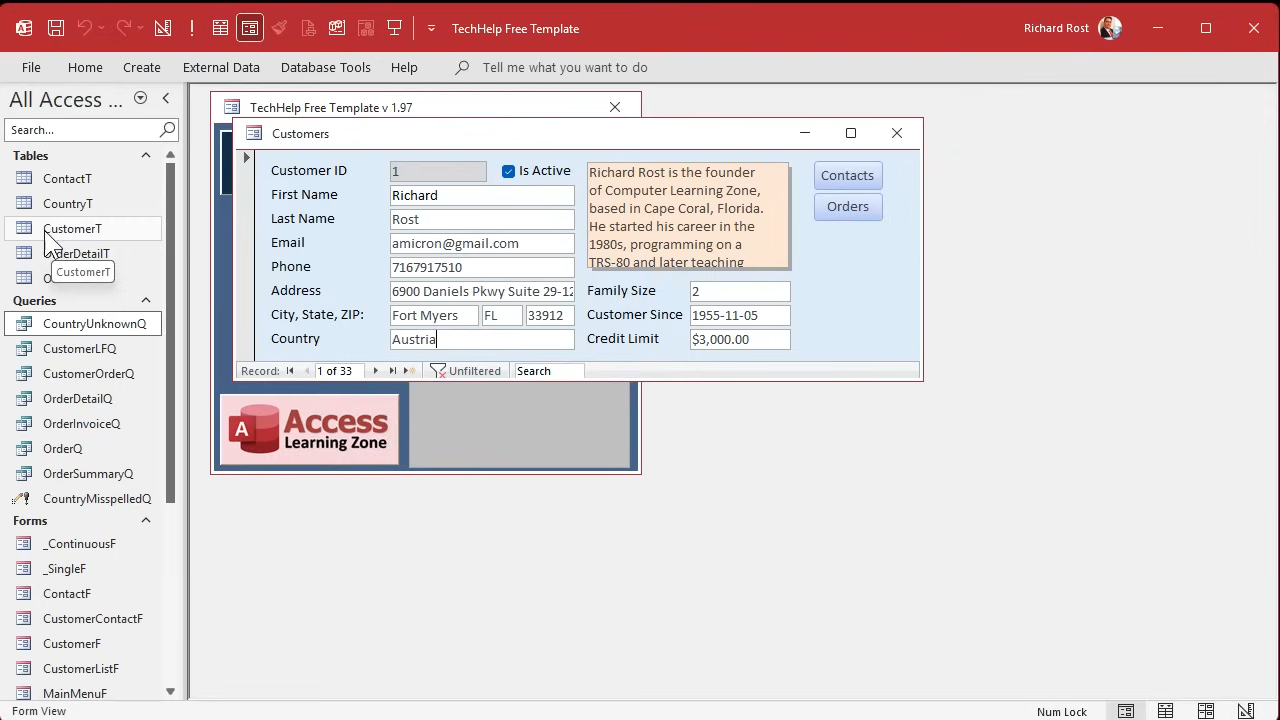 TechHelp Free Template
Richard Rost
File
Home
Create
External Data
Database Tools
Help
Tell me what you want to do
All Access ...
Search...
Tables
ContactT
CountryT
CustomerT
derDetailT
O
CustomerT
Queries
CountryUnknownQ
CustomerLFQ
CustomerOrderQ
OrderDetailQ
OrderInvoiceQ
OrderQ
OrderSummaryQ
CountryMisspelledQ
Forms
_ContinuousF
_SingleF
ContactF
CustomerContactF
CustomerF
CustomerListF
MainMenuF
TechHelp Free Template v 1.97
Customers
Customer ID 1 Is Active
First Name Richard
Last Name Rost
Email amicron@gmail.com
Phone 7167917510
Address 6900 Daniels Pkwy Suite 29-12
City, State, ZIP: Fort Myers FL 33912
Country Austria
Richard Rost is the founder
of Computer Learning Zone,
based in Cape Coral, Florida.
He started his career in the
1980s, programming on a
TRS-80 and later teaching
Family Size 2
Customer Since 1955-11-05
Credit Limit $3,000.00
Contacts
Orders
Record: 1 of 33 Unfiltered Search
A Access
Learning Zone
Form View
Num Lock